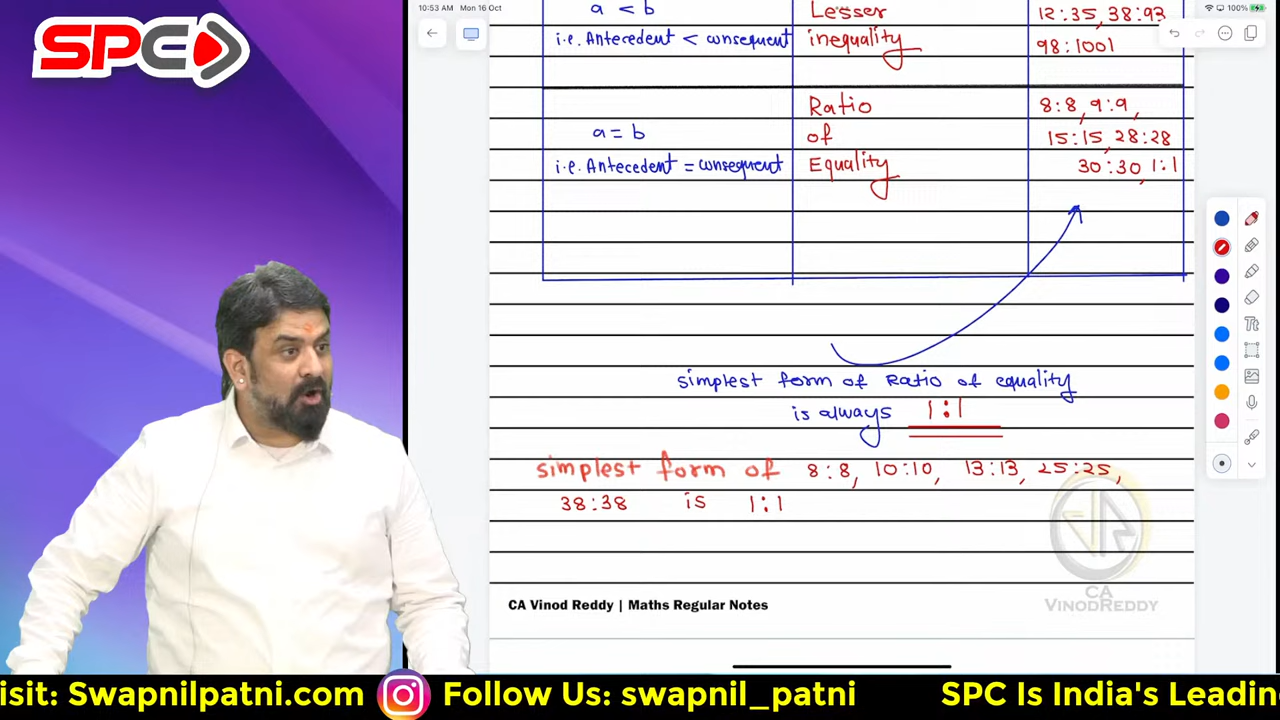 10:53 AM Mon 16 Oct
100%
SPC
a < b
Lesser
12:35, 38:93
i.e. Antecedent < consequent
inequality
98:1001
Ratio
8:8, 9:9,
a = b
of
15:15, 28:28
i.e. Antecedent = consequent
Equality
30:30, 1:1
Tt
simplest form of Ratio of equality
is always 1:1
simplest form of 8:8, 10:10, 13:13, 25:25,
38:38 is 1:1
CA
VINODREDDY
CA Vinod Reddy | Maths Regular Notes
isit: Swapnilpatni.com Follow Us: swapnil_patni SPC Is India's Leadin